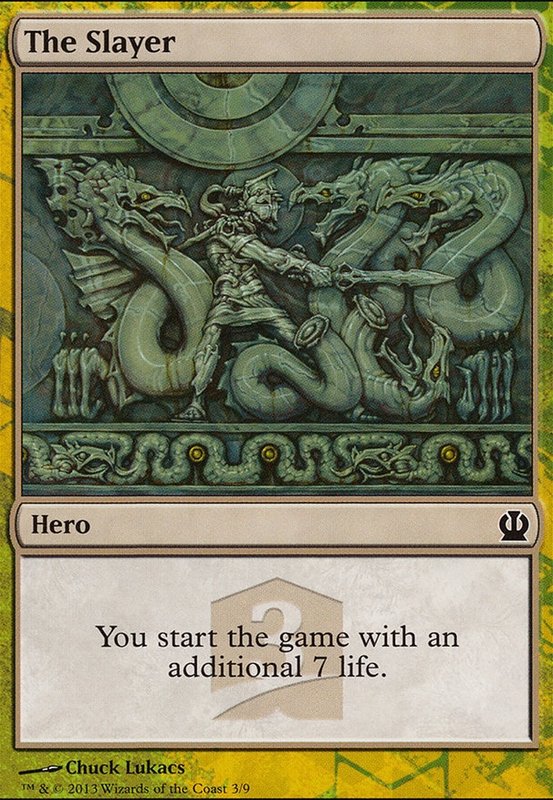 The Slayer
Hero
3
You start the game with an
additional 7 life.
Chuck Lukacs
™ & © 2013 Wizards of the Coast 3/9